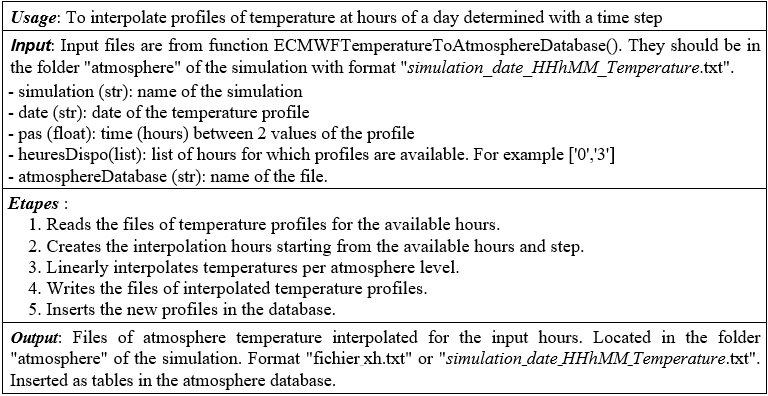 Usage: To interpolate profiles of temperature at hours of a day determined with a time step
Input: Input files are from function ECMWFTemperatureToAtmosphereDatabase(). They should be in
the folder "atmosphere" of the simulation with format "simulation_date_HHhMM_Temperature.txt".
- simulation (str): name of the simulation
- date (str): date of the temperature profile
- pas (float): time (hours) between 2 values of the profile
- heuresDispo(list): list of hours for which profiles are available. For example ['0','3']
- atmosphereDatabase (str): name of the file.
Etapes :
1. Reads the files of temperature profiles for the available hours.
2. Creates the interpolation hours starting from the available hours and step.
3. Linearly interpolates temperatures per atmosphere level.
4. Writes the files of interpolated temperature profiles.
5. Inserts the new profiles in the database.
Output: Files of atmosphere temperature interpolated for the input hours. Located in the folder
"atmosphere" of the simulation. Format "fichier_xh.txt" or "simulation_date_HHhMM_Temperature.txt".
Inserted as tables in the atmosphere database.